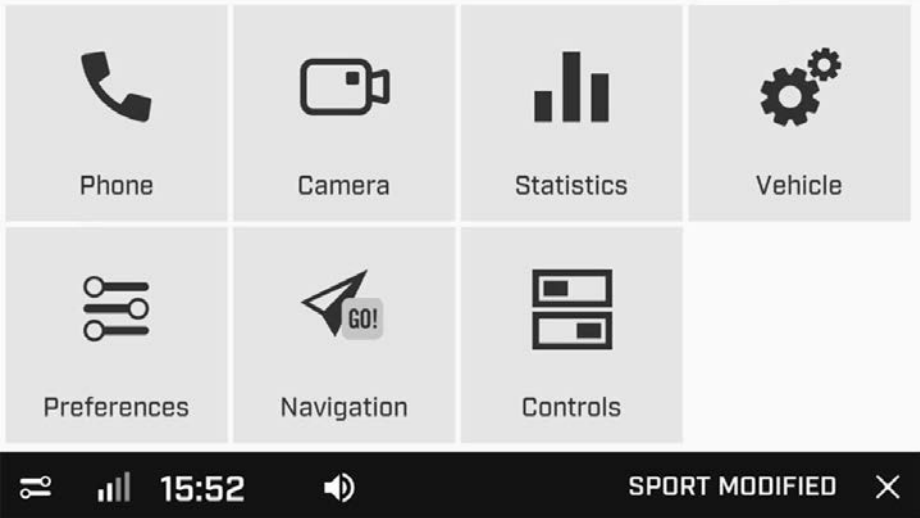 Phone
Camera
Statistics
Vehicle
Preferences
GO!
Navigation
Controls
15:52
SPORT MODIFIED